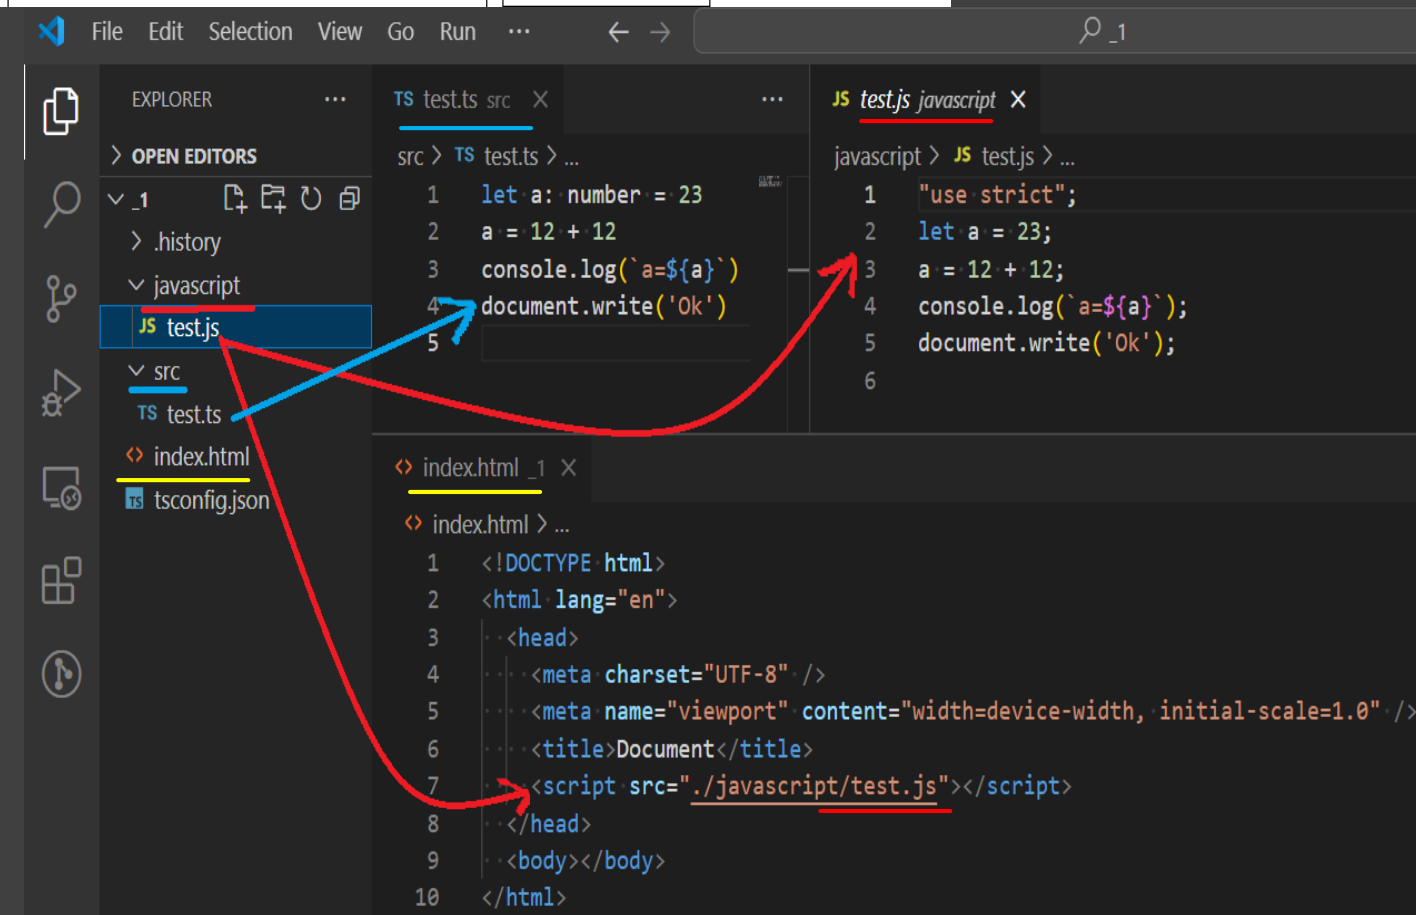 File Edit Selection View Go Run ··· _1
EXPLORER ···
OPEN EDITORS
_1
.history
javascript
JS test.js
src
TS test.ts
<> index.html
TS tsconfig.json
TS test.ts src ···
src > TS test.ts > ...
1 let a: number = 23
2 a = 12 + 12
3 console.log(`a=${a}`)
4 document.write('Ok')
5
JS test.js javascript
javascript > JS test.js > ...
1 "use strict";
2 let a = 23;
3 a = 12 + 12;
4 console.log(`a=${a}`);
5 document.write('Ok');
6
<> index.html _1
<> index.html > ...
1 <!DOCTYPE html>
2 <html lang="en">
3 <head>
4 <meta charset="UTF-8" />
5 <meta name="viewport" content="width=device-width, initial-scale=1.0" />
6 <title>Document</title>
7 <script src="./javascript/test.js"></script>
8 </head>
9 <body></body>
10 </html>